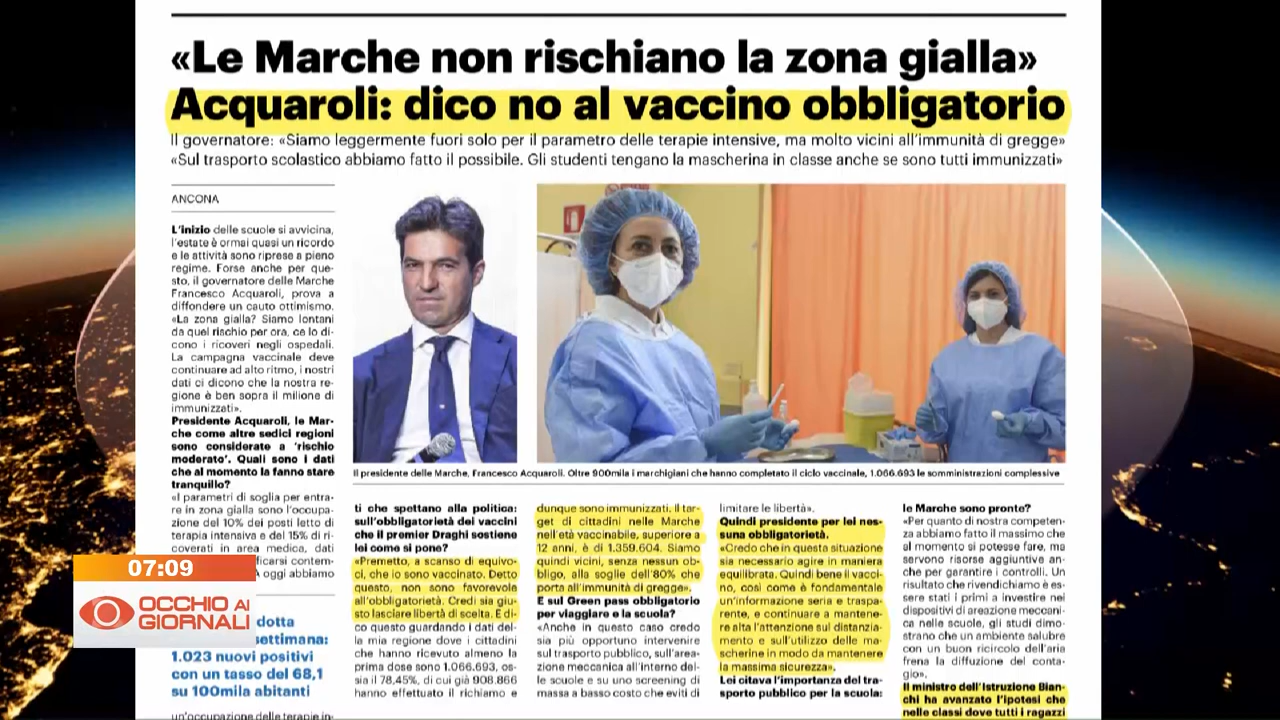 «Le Marche non rischiano la zona gialla»
Acquaroli: dico no al vaccino obbligatorio
Il governatore: «Siamo leggermente fuori solo per il parametro delle terapie intensive, ma molto vicini all'immunità di gregge»
«Sul trasporto scolastico abbiamo fatto il possibile. Gli studenti tengano la mascherina in classe anche se sono tutti immunizzati»
ANCONA
L'inizio delle scuole si avvicina,
l'estate è ormai quasi un ricordo
e le attività sono riprese a pieno
regime. Forse anche per que-
sto, il governatore delle Marche
Francesco Acquaroli, prova a
diffondere un cauto ottimismo.
«La zona gialla? Siamo lontani
da quel rischio per ora, ce lo di-
cono i ricoveri negli ospedali.
La campagna vaccinale deve
continuare ad alto ritmo, i nostri
dati ci dicono che la nostra re-
gione è ben sopra il milione di
immunizzati».
Presidente Acquaroli, le Mar-
che come altre sedici regioni
sono considerate a 'rischio
moderato'. Quali sono i dati
che al momento la fanno stare
tranquillo?
«I parametri di soglia per entra-
re in zona gialla sono l'occupa-
zione del 10% dei posti letto di
terapia intensiva e del 15% di ri-
coverati in area medica, dati
ficarsi contem-
A oggi abbiamo
dotta
settimana:
1.023 nuovi positivi
con un tasso del 68,1
su 100mila abitanti
un'occupazione delle terapie in-
Il presidente delle Marche, Francesco Acquaroli. Oltre 900mila i marchigiani che hanno completato il ciclo vaccinale, 1.066.693 le somministrazioni complessive
ti che spettano alla politica:
sull'obbligatorietà dei vaccini
che il premier Draghi sostiene
lei come si pone?
«Premetto, a scanso di equivo-
ci, che io sono vaccinato. Detto
questo, non sono favorevole
all'obbligatorietà. Credi sia giu-
sto lasciare libertà di scelta. E di-
co questo guardando i dati del-
la mia regione dove i cittadini
che hanno ricevuto almeno la
prima dose sono 1.066.693, os-
sia il 78,45%, di cui già 908.866
hanno effettuato il richiamo e
dunque sono immunizzati. Il tar-
get di cittadini nelle Marche
nell'età vaccinabile, superiore a
12 anni, è di 1.359.604. Siamo
quindi vicini, senza nessun ob-
bligo, alla soglie dell'80% che
porta all'immunità di gregge».
E sul Green pass obbligatorio
per viaggiare e la scuola?
«Anche in questo caso credo
sia più opportuno intervenire
sul trasporto pubblico, sull'area-
zione meccanica all'interno del-
le scuole e su uno screening di
massa a basso costo che eviti di
limitare le libertà».
Quindi presidente per lei nes-
suna obbligatorietà.
«Credo che in questa situazione
sia necessario agire in maniera
equilibrata. Quindi bene il vacci-
no, così come è fondamentale
un'informazione seria e traspa-
rente, e continuare a mantene-
re alta l'attenzione sul distanzia-
mento e sull'utilizzo delle ma-
scherine in modo da mantenere
la massima sicurezza».
Lei citava l'importanza del tra-
sporto pubblico per la scuola:
le Marche sono pronte?
«Per quanto di nostra competen-
za abbiamo fatto il massimo che
al momento si potesse fare, ma
servono risorse aggiuntive an-
che per garantire i controlli. Un
risultato che rivendichiamo è es-
sere stati i primi a investire nei
dispositivi di areazione meccani-
ca nelle scuole, gli studi dimo-
strano che un ambiente salubre
con un buon ricircolo dell'aria
frena la diffusione del conta-
gio».
Il ministro dell'Istruzione Bian-
chi ha avanzato l'ipotesi che
nelle classi dove tutti i ragazzi
07:09
OCCHIO AI
GIORNALI